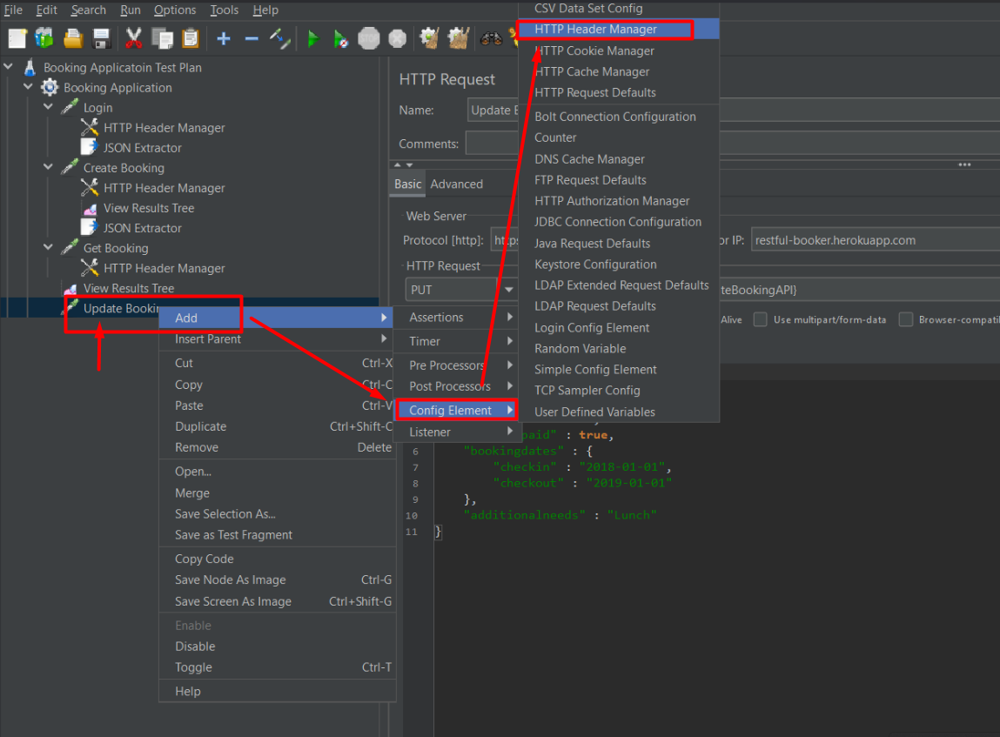 File Edit Search Run Options Tools Help
Booking Applicatoin Test Plan
Booking Application
Login
HTTP Header Manager
JSON Extractor
Create Booking
HTTP Header Manager
View Results Tree
JSON Extractor
Get Booking
HTTP Header Manager
View Results Tree
Update Bookin
Add
Insert Parent
Cut Ctrl-X
Copy Ctrl-C
Paste Ctrl-V
Duplicate Ctrl+Shift-C
Remove Delete
Open...
Merge
Save Selection As...
Save as Test Fragment
Copy Code
Save Node As Image Ctrl-G
Save Screen As Image Ctrl+Shift-G
Enable
Disable
Toggle Ctrl-T
Help
Assertions
Timer
Pre Processors
Post Processors
Config Element
Listener
CSV Data Set Config
HTTP Header Manager
HTTP Cookie Manager
HTTP Cache Manager
HTTP Request Defaults
Bolt Connection Configuration
Counter
DNS Cache Manager
FTP Request Defaults
HTTP Authorization Manager
JDBC Connection Configuration
Java Request Defaults
Keystore Configuration
LDAP Extended Request Defaults
LDAP Request Defaults
Login Config Element
Random Variable
Simple Config Element
TCP Sampler Config
User Defined Variables
HTTP Request
Name: Update B
Comments:
Basic Advanced
Web Server
Protocol [http]: http or IP: restful-booker.herokuapp.com
HTTP Request
PUT teBookingAPI}
Alive Use multipart/form-data Browser-compati
paid" : true,
6 "bookingdates" : {
7 "checkin" : "2018-01-01",
8 "checkout" : "2019-01-01"
9 },
10 "additionalneeds" : "Lunch"
11 }